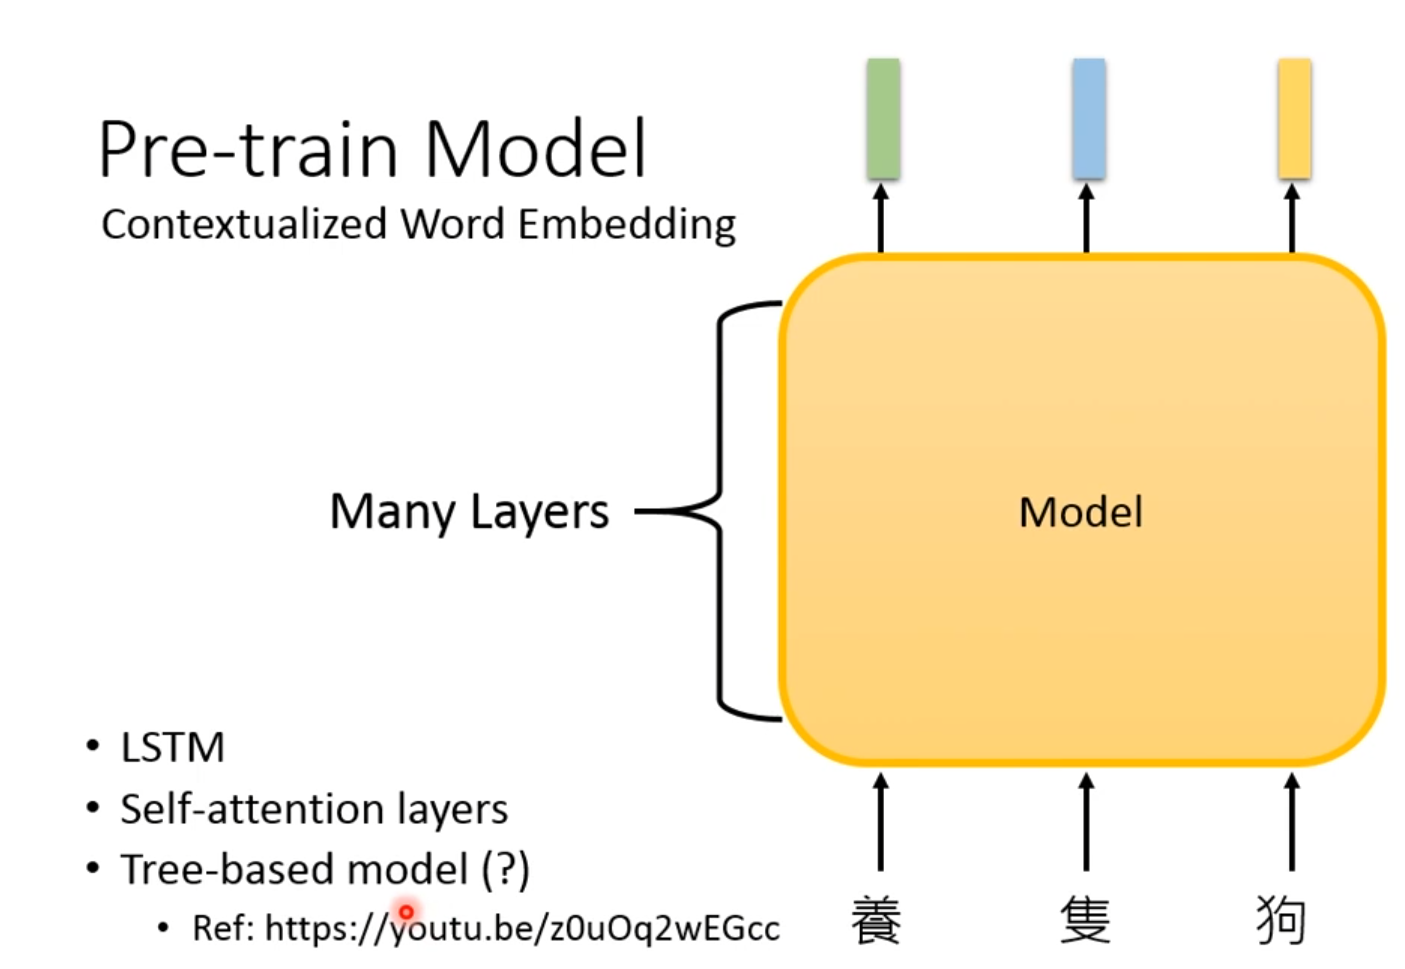 Pre-train Model
Contextualized Word Embedding
Many Layers
Model
• LSTM
• Self-attention layers
• Tree-based model (?)
• Ref: https://youtu.be/z0uOq2wEGcc
養 隻 狗